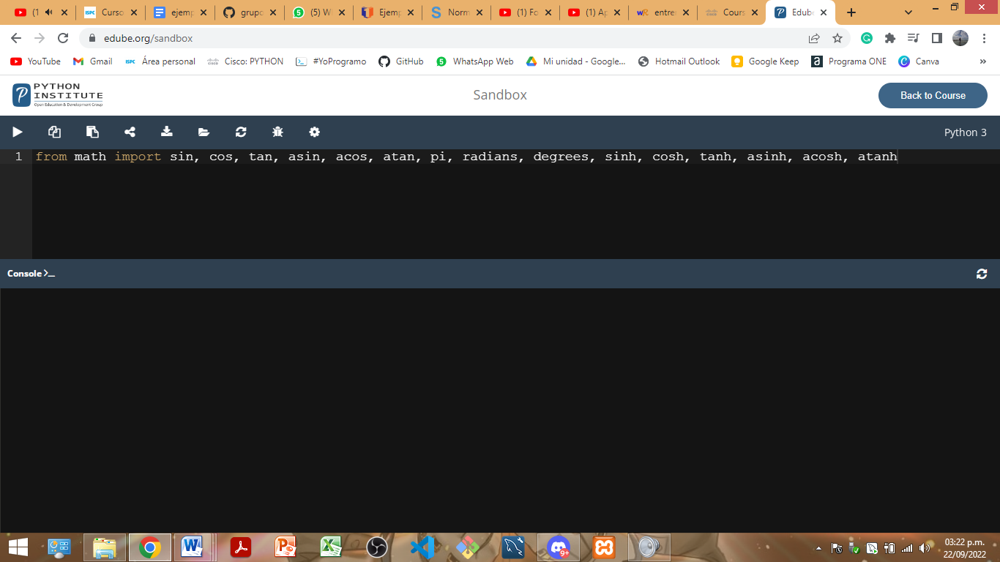 (1 Curso ejemp grupo (5) W Ejemp Norm (1) Fo (1) Ap entre Cours Edube
edube.org/sandbox
YouTube Gmail Área personal Cisco: PYTHON #YoProgramo GitHub WhatsApp Web Mi unidad - Google... Hotmail Outlook Google Keep Programa ONE Canva »
PYTHON
INSTITUTE
Open Education & Development Group
Sandbox
Back to Course
Python 3
1 from math import sin, cos, tan, asin, acos, atan, pi, radians, degrees, sinh, cosh, tanh, asinh, acosh, atanh
Console >_
03:22 p.m.
22/09/2022